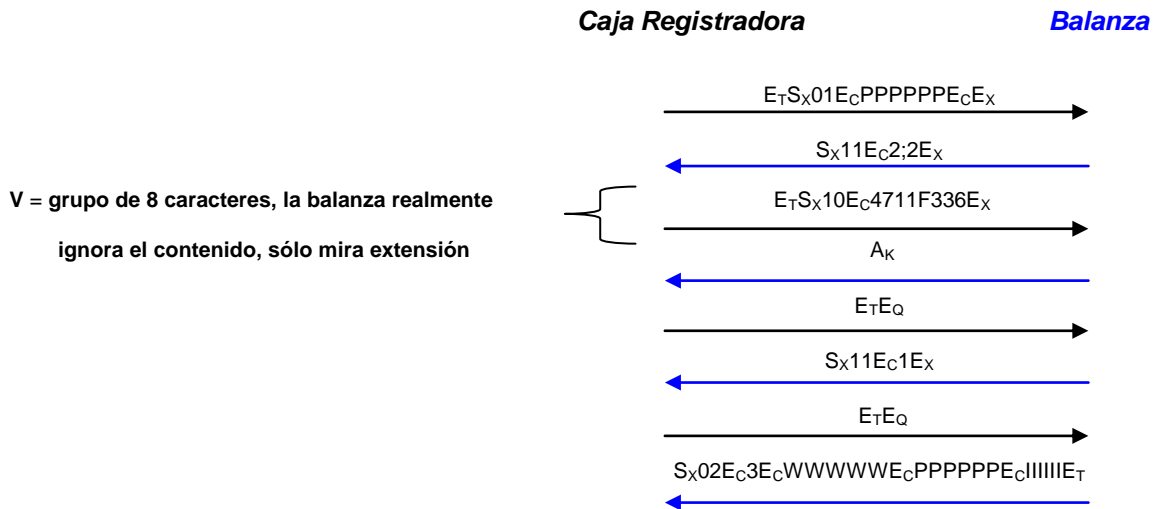 Caja Registradora Balanza
EТSX01ECPPPPPPECEX
SX11EC2;2EX
V = grupo de 8 caracteres, la balanza realmente
ETSX10EC4711F336EX
ignora el contenido, sólo mira extensión
AK
ETEQ
SX11EC1EX
ETEQ
SX02EC3ECWWWWWECPPPPPPECIIIIIIET